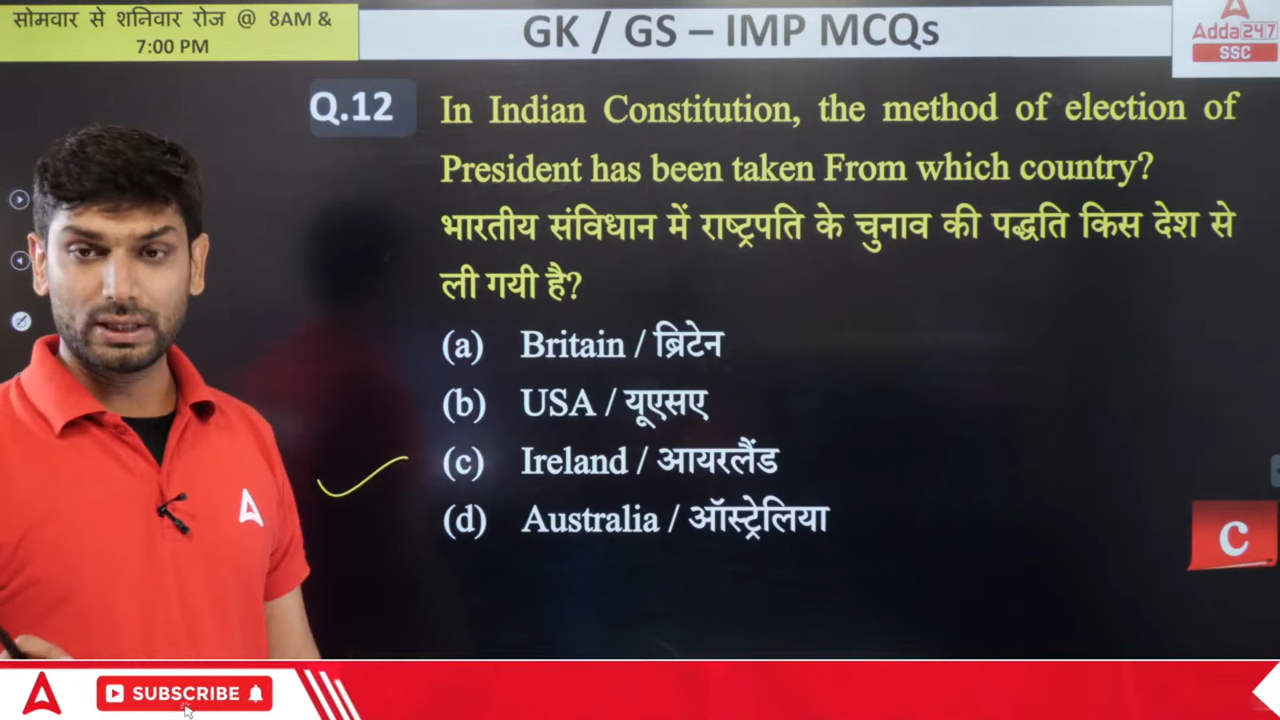 सोमवार से शनिवार रोज @ 8AM &
7:00 PM
GK / GS – IMP MCQs
Adda247
SSC
Q.12 In Indian Constitution, the method of election of
President has been taken From which country?
भारतीय संविधान में राष्ट्रपति के चुनाव की पद्धति किस देश से
ली गयी है?
(a) Britain / ब्रिटेन
(b) USA / यूएसए
(c) Ireland / आयरलैंड
(d) Australia / ऑस्ट्रेलिया
C
SUBSCRIBE